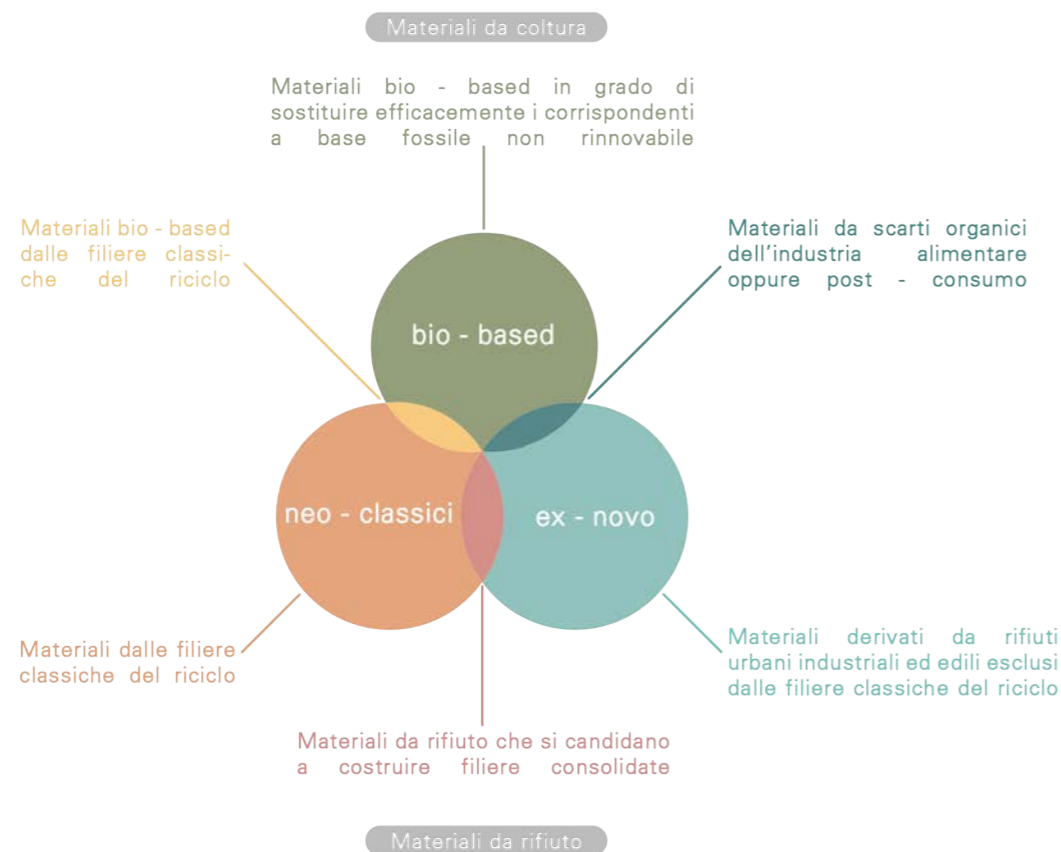 Materiali da coltura
Materiali bio - based in grado di
sostituire efficacemente i corrispondenti
a base fossile non rinnovabile
Materiali bio - based
dalle filiere classi-
che del riciclo
Materiali da scarti organici
dell'industria alimentare
oppure post - consumo
bio - based
neo - classici
ex - novo
Materiali dalle filiere
classiche del riciclo
Materiali derivati da rifiuti
urbani industriali ed edili esclusi
dalle filiere classiche del riciclo
Materiali da rifiuto che si candidano
a costruire filiere consolidate
Materiali da rifiuto